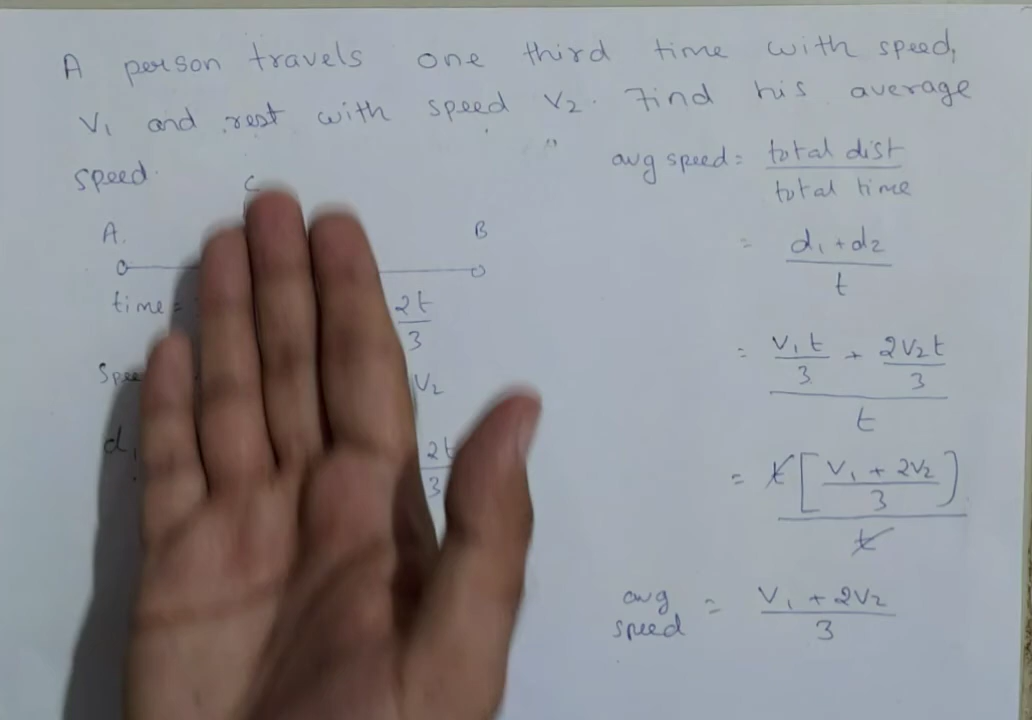 A person travels one third time with speed,
V₁ and rest with speed V₂. Find his average
speed.
C
A. B
time = 2t/3
Spee V₂
d₁ 2t/3
avg speed = total dist / total time
= d₁ + d₂ / t
= V₁t/3 + 2V₂t/3 / t
= t [V₁ + 2V₂ / 3] / t
avg speed = V₁ + 2V₂ / 3